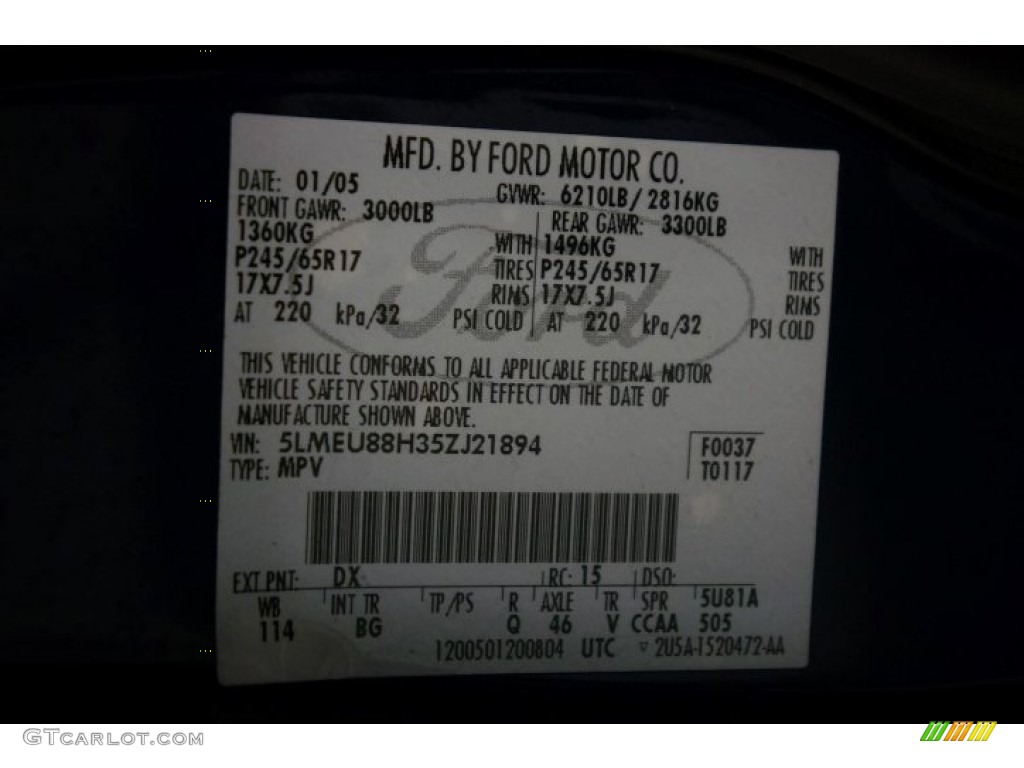 MFD. BY FORD MOTOR CO.
DATE: 01/05 GVWR: 6210LB/ 2816KG
FRONT GAWR: 3000LB REAR GAWR: 3300LB
1360KG WITH 1496KG WITH
P245/65R17 TIRES P245/65R17 TIRES
17X7.5J RIMS 17X7.5J RIMS
AT 220 kPa/32 PSI COLD AT 220 kPa/32 PSI COLD
Ford
THIS VEHICLE CONFORMS TO ALL APPLICABLE FEDERAL MOTOR
VEHICLE SAFETY STANDARDS IN EFFECT ON THE DATE OF
MANUFACTURE SHOWN ABOVE.
VIN: 5LMEU88H35ZJ21894 F0037
TYPE: MPV T0117
EXT PNT: DX RC: 15 DSO:
WB INT TR TP/PS R AXLE TR SPR 5U81A
114 BG Q 46 V CCAA 505
1200501200804 UTC ▽ 2U5A-1520472-AA
GTCARLOT.COM